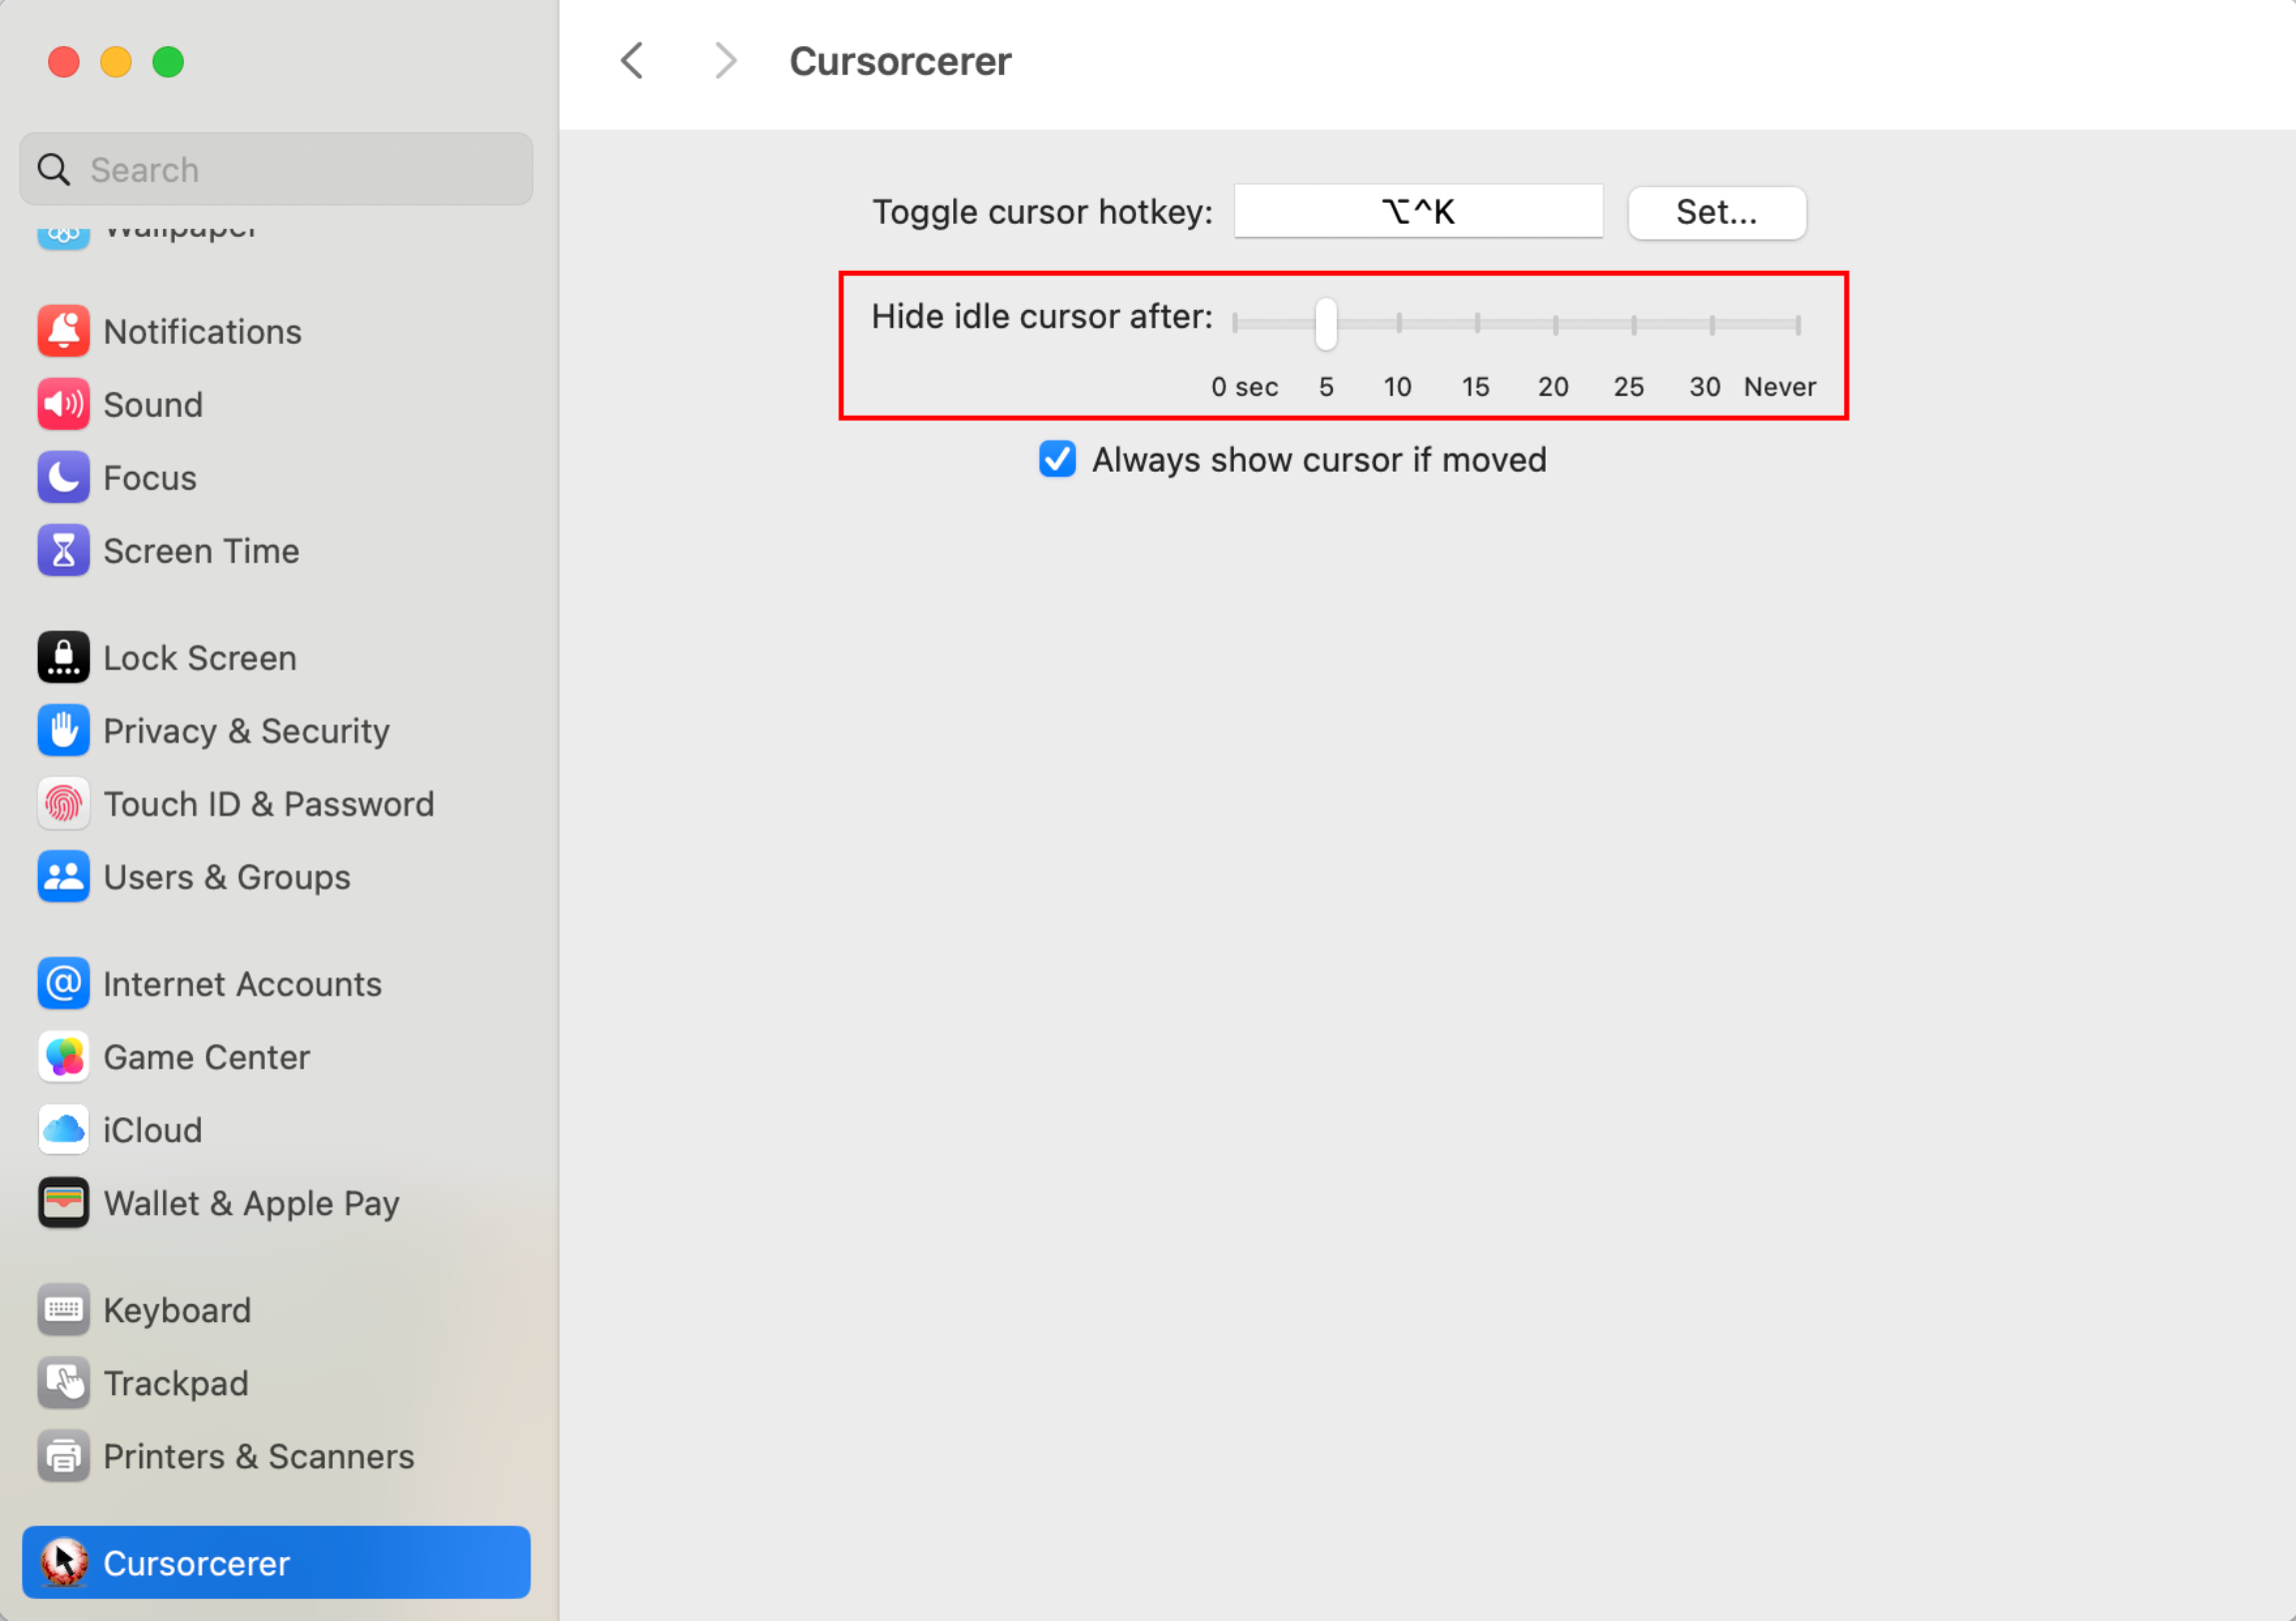 Cursorcerer
Search
Wallpaper
Notifications
Sound
Focus
Screen Time
Lock Screen
Privacy & Security
Touch ID & Password
Users & Groups
Internet Accounts
Game Center
iCloud
Wallet & Apple Pay
Keyboard
Trackpad
Printers & Scanners
Cursorcerer
Toggle cursor hotkey: ⌥^K Set...
Hide idle cursor after:
0 sec 5 10 15 20 25 30 Never
Always show cursor if moved